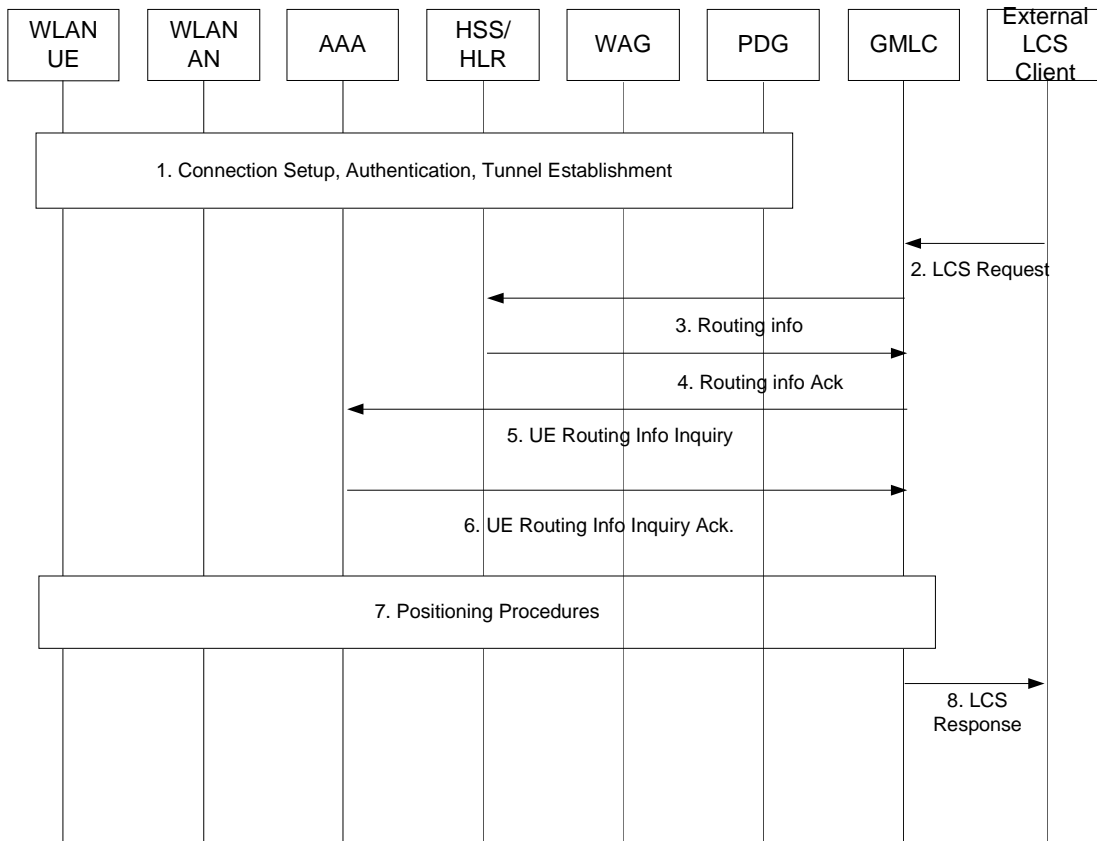 WLAN
UE
WLAN
AN
AAA
HSS/
HLR
WAG
PDG
GMLC
External
LCS
Client
1. Connection Setup, Authentication, Tunnel Establishment
2. LCS Request
3. Routing info
4. Routing info Ack
5. UE Routing Info Inquiry
6. UE Routing Info Inquiry Ack.
7. Positioning Procedures
8. LCS
Response